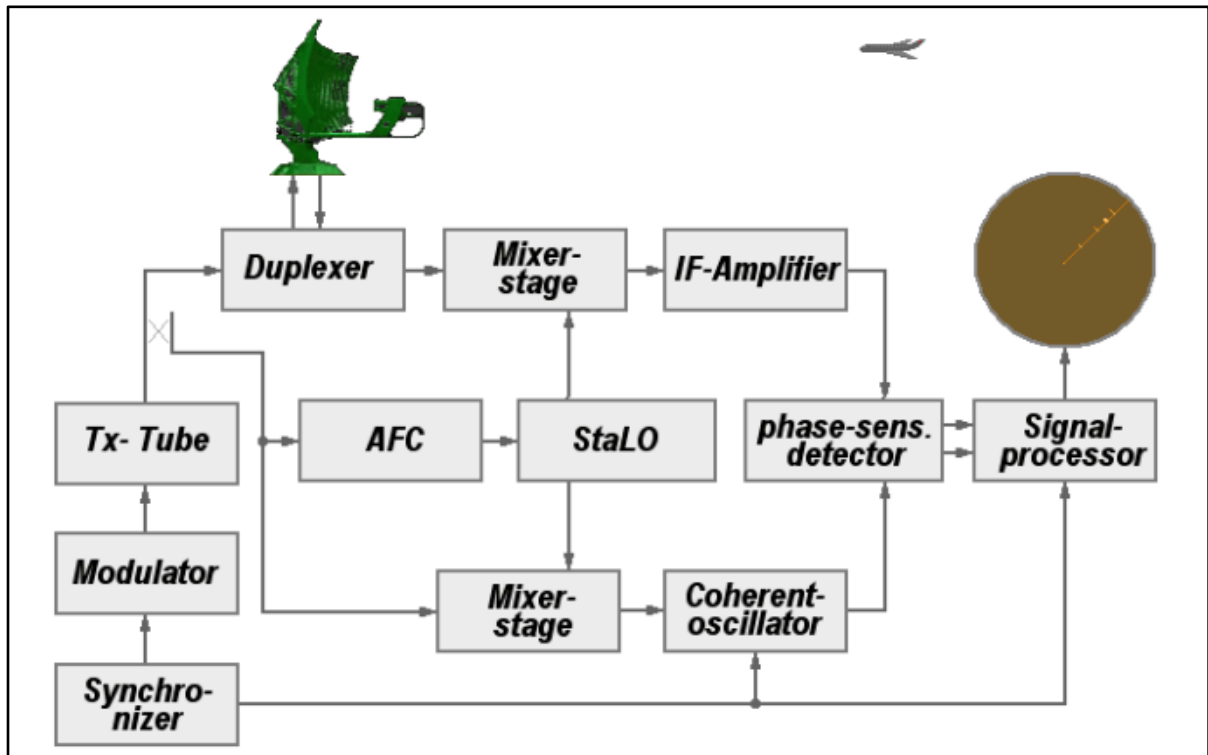 Duplexer
Mixer-
stage
IF-Amplifier
Tx- Tube
AFC
StaLO
phase-sens.
detector
Signal-
processor
Modulator
Mixer-
stage
Coherent-
oscillator
Synchro-
nizer